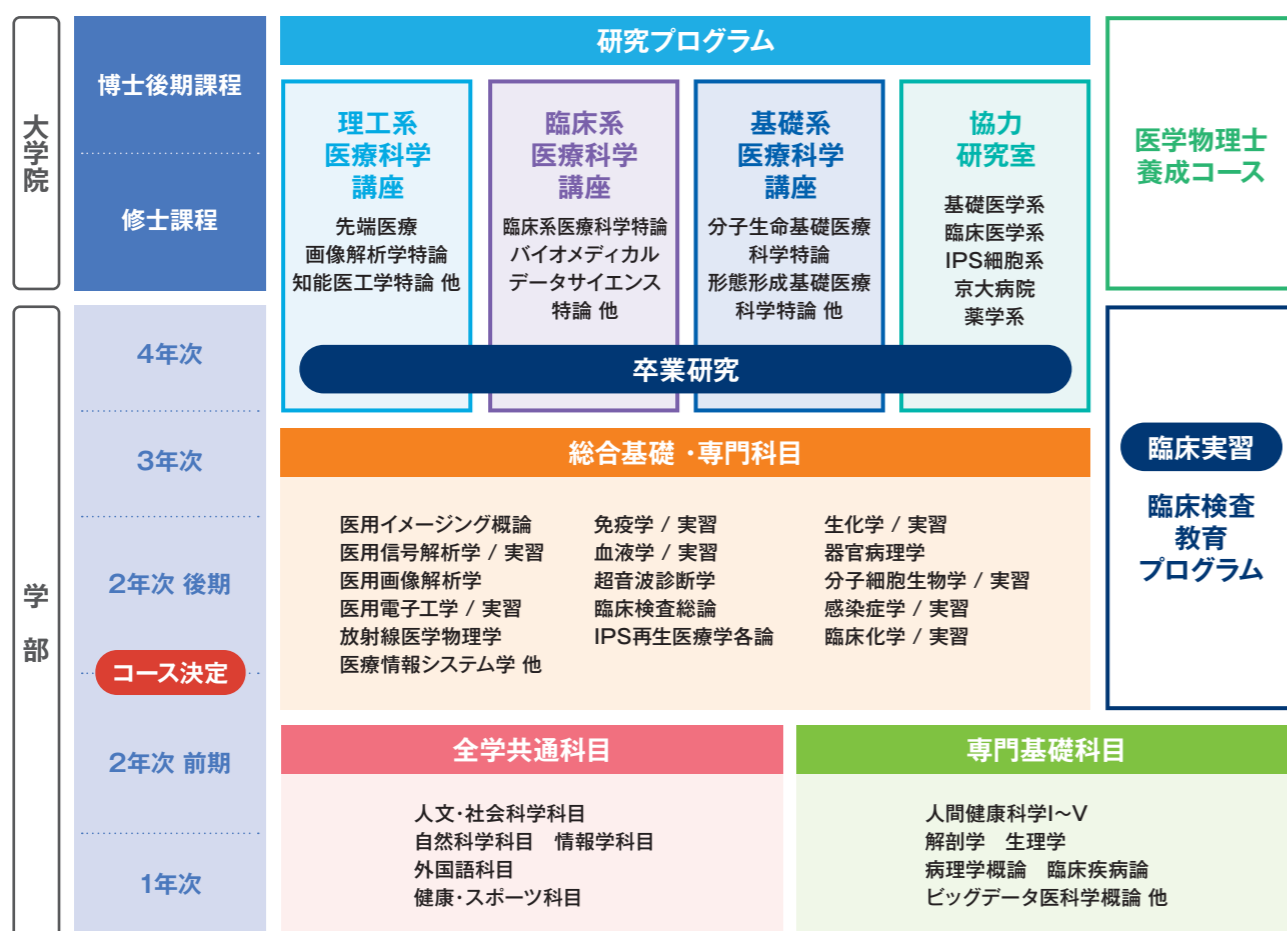 大学院
博士後期課程
修士課程
研究プログラム
理工系
医療科学
講座
先端医療
画像解析学特論
知能医工学特論 他
臨床系
医療科学
講座
臨床系医療科学特論
バイオメディカル
データサイエンス
特論 他
基礎系
医療科学
講座
分子生命基礎医療
科学特論
形態形成基礎医療
科学特論 他
協力
研究室
基礎医学系
臨床医学系
IPS細胞系
京大病院
薬学系
医学物理士
養成コース
学部
4年次
卒業研究
3年次
2年次 後期
コース決定
2年次 前期
1年次
総合基礎・専門科目
医用イメージング概論
医用信号解析学 / 実習
医用画像解析学
医用電子工学 / 実習
放射線医学物理学
医療情報システム学 他
免疫学 / 実習
血液学 / 実習
超音波診断学
臨床検査総論
IPS再生医療学各論
生化学 / 実習
器官病理学
分子細胞生物学 / 実習
感染症学 / 実習
臨床化学 / 実習
臨床実習
臨床検査
教育
プログラム
全学共通科目
人文・社会科学科目
自然科学科目 情報学科目
外国語科目
健康・スポーツ科目
専門基礎科目
人間健康科学I〜V
解剖学 生理学
病理学概論 臨床疾病論
ビッグデータ医科学概論 他